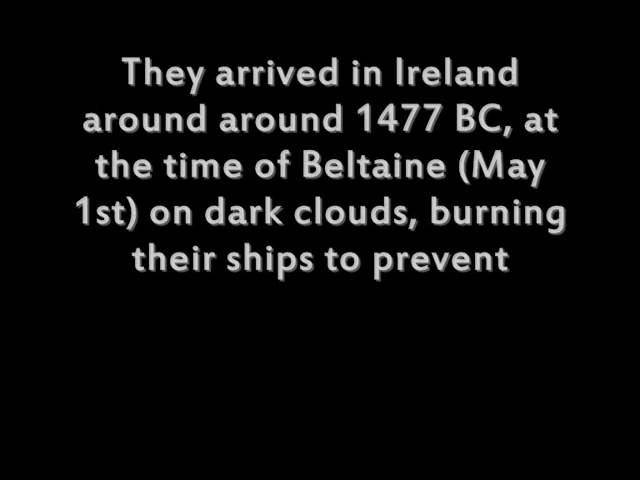 They arrived in Ireland
around around 1477 BC, at
the time of Beltaine (May
1st) on dark clouds, burning
their ships to prevent